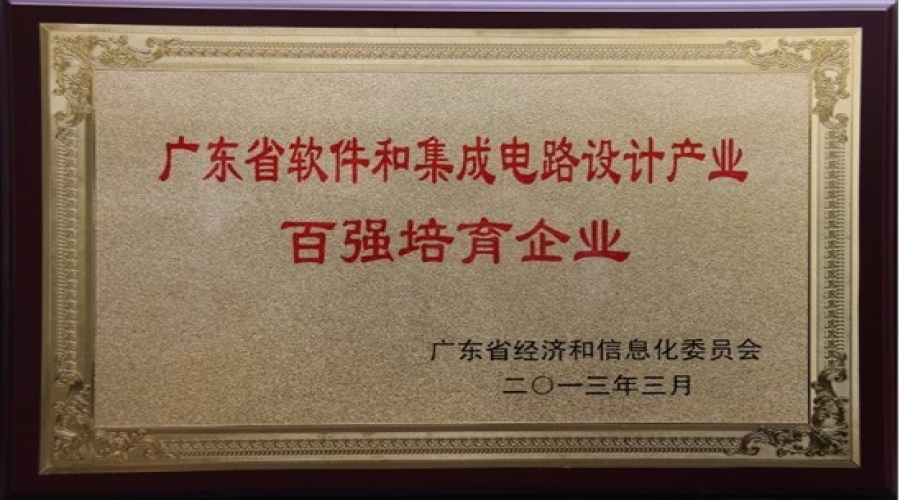 广东省软件和集成电路设计产业
百强培育企业
广东省经济和信息化委员会
二〇一三年三月